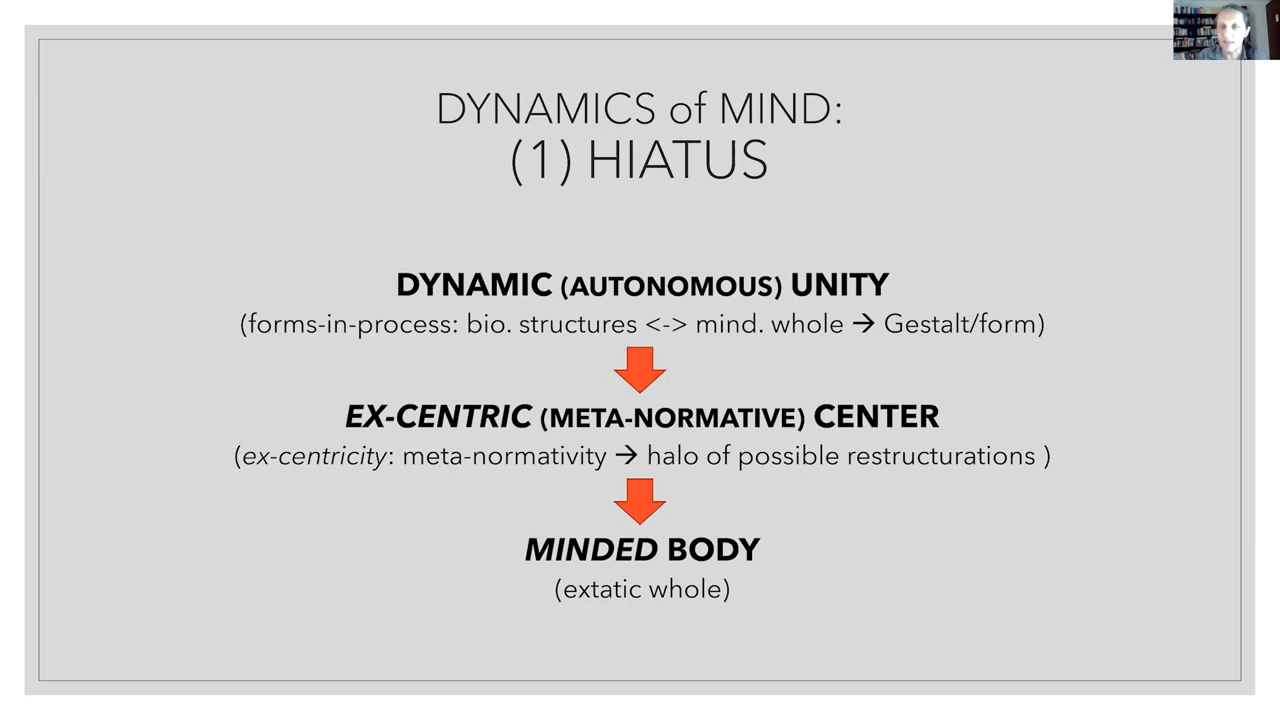 DYNAMICS of MIND:
(1) HIATUS
DYNAMIC (AUTONOMOUS) UNITY
(forms-in-process: bio. structures <-> mind. whole → Gestalt/form)
EX-CENTRIC (META-NORMATIVE) CENTER
(ex-centricity: meta-normativity → halo of possible restructurations )
MINDED BODY
(extatic whole)